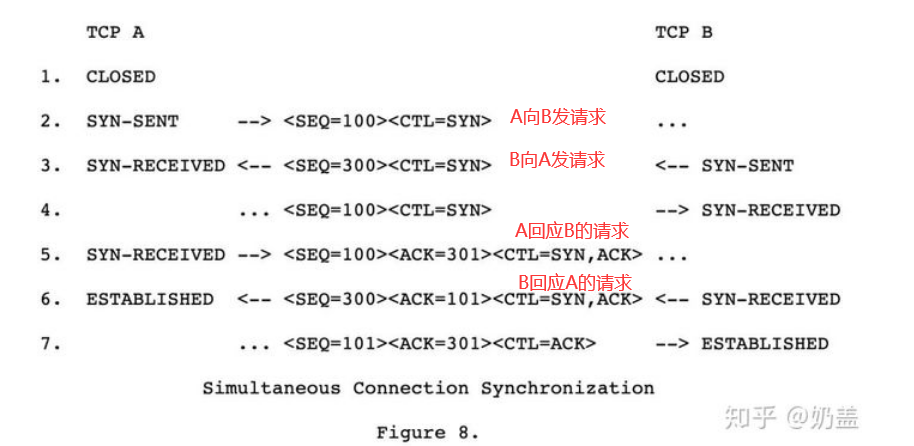 TCP A TCP B
1. CLOSED CLOSED
2. SYN-SENT --> <SEQ=100><CTL=SYN> A向B发请求 ...
3. SYN-RECEIVED <-- <SEQ=300><CTL=SYN> B向A发请求 <-- SYN-SENT
4. ... <SEQ=100><CTL=SYN> --> SYN-RECEIVED
A回应B的请求
5. SYN-RECEIVED --> <SEQ=100><ACK=301><CTL=SYN,ACK> ...
B回应A的请求
6. ESTABLISHED <-- <SEQ=300><ACK=101><CTL=SYN,ACK> <-- SYN-RECEIVED
7. ... <SEQ=101><ACK=301><CTL=ACK> --> ESTABLISHED
Simultaneous Connection Synchronization
Figure 8.
知乎 @奶盖